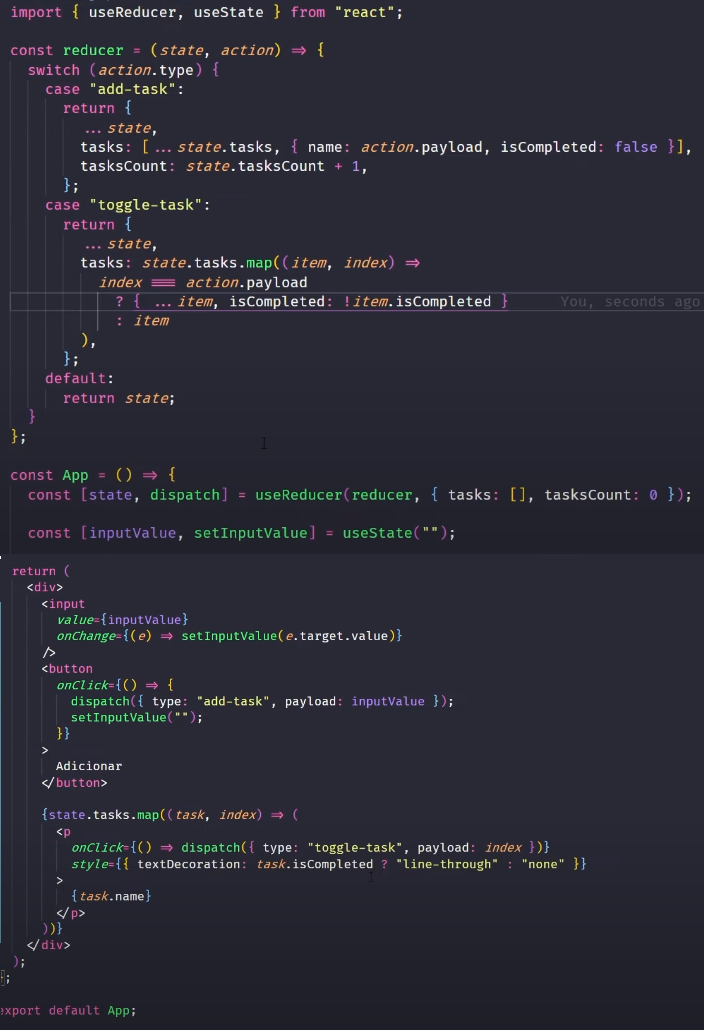 import { useReducer, useState } from "react";
const reducer = (state, action) => {
switch (action.type) {
case "add-task":
return {
...state,
tasks: [...state.tasks, { name: action.payload, isCompleted: false }],
tasksCount: state.tasksCount + 1,
};
case "toggle-task":
return {
...state,
tasks: state.tasks.map((item, index) =>
index === action.payload
? { ...item, isCompleted: !item.isCompleted } You, seconds ago
: item
),
};
default:
return state;
}
};
const App = () => {
const [state, dispatch] = useReducer(reducer, { tasks: [], tasksCount: 0 });
const [inputValue, setInputValue] = useState("");
return (
<div>
<input
value={inputValue}
onChange={(e) => setInputValue(e.target.value)}
/>
<button
onClick={() => {
dispatch({ type: "add-task", payload: inputValue });
setInputValue("");
}}
>
Adicionar
</button>
{state.tasks.map((task, index) => (
<p
onClick={() => dispatch({ type: "toggle-task", payload: index })}
style={{ textDecoration: task.isCompleted ? "line-through" : "none" }}
>
{task.name}
</p>
))}
</div>
);
};
export default App;